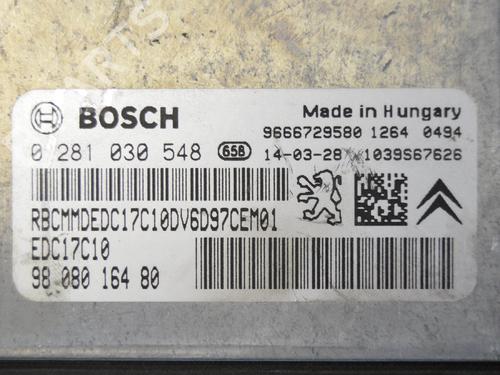 BOSCH
Made in Hungary
9666729580 1264 0494
0 281 030 548 65B 14-03-28 1039S67626
RBCMMDEDC17C10DV6D97CEM01
EDC17C10
98 080 164 80